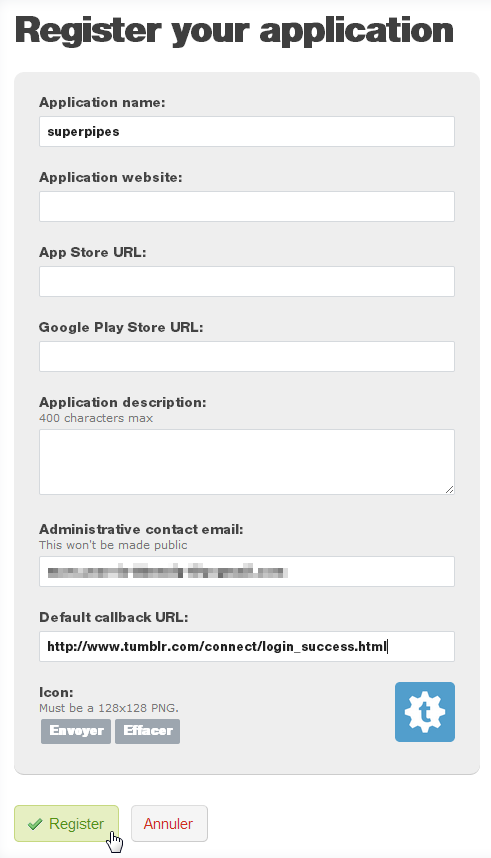 Register your application
Application name:
superpipes
Application website:
App Store URL:
Google Play Store URL:
Application description:
400 characters max
Administrative contact email:
This won't be made public
Default callback URL:
http://www.tumblr.com/connect/login_success.html
Icon:
Must be a 128x128 PNG.
Envoyer Effacer
t
Register Annuler